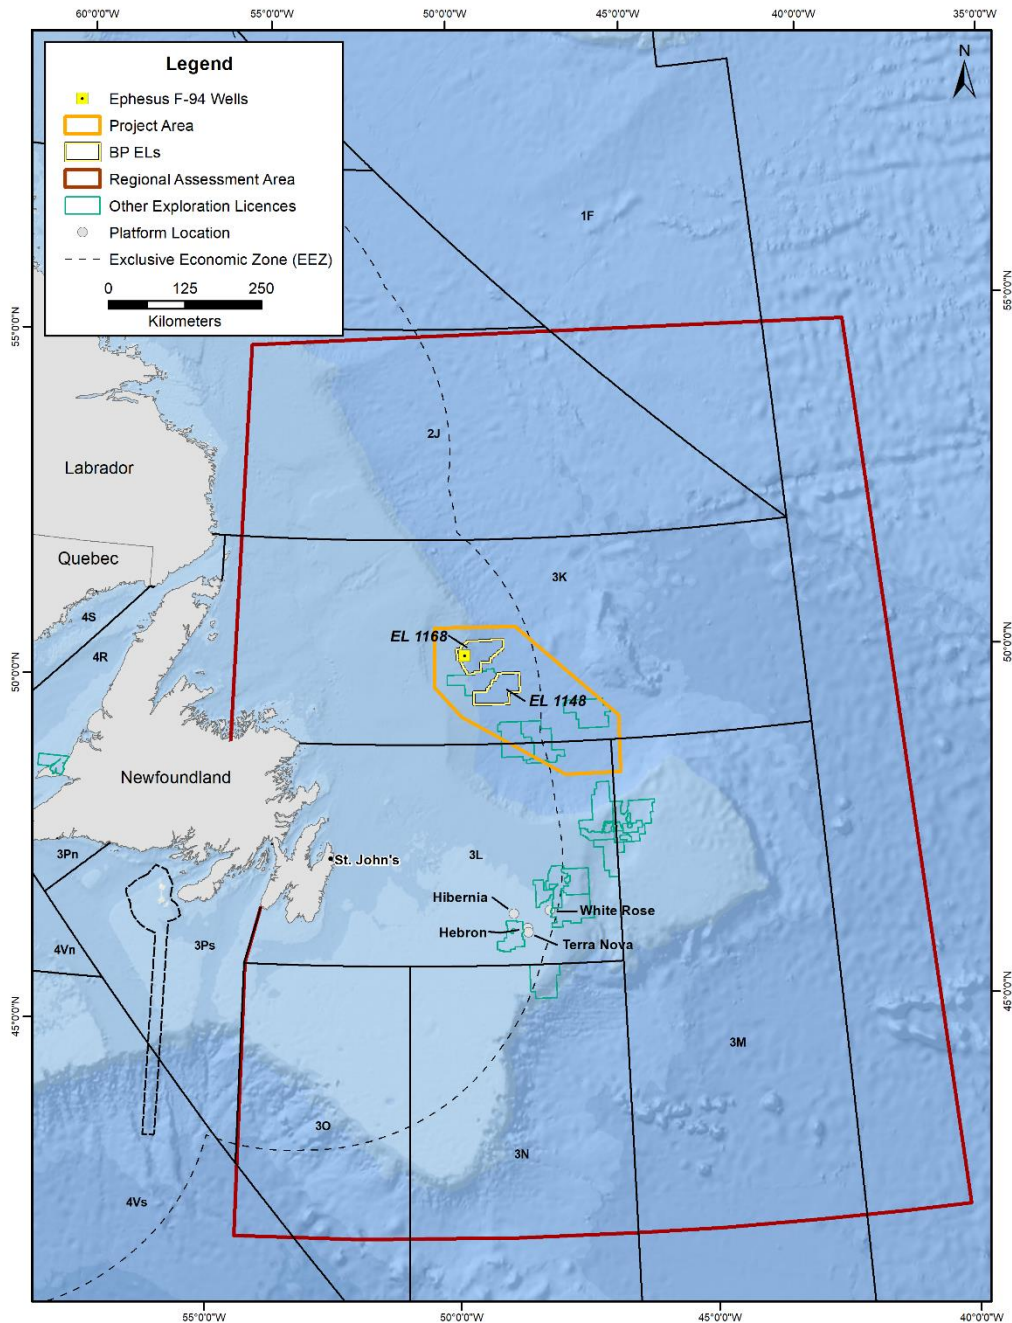 60°0'0"W
55°0'0"W
50°0'0"W
45°0'0"W
40°0'0"W
35°0'0"W
N
Legend
Ephesus F-94 Wells
Project Area
BP ELs
Regional Assessment Area
Other Exploration Licences
Platform Location
Exclusive Economic Zone (EEZ)
0 125 250
Kilometers
1F
55°0'0"N
55°0'0"N
2J
Labrador
Quebec
3K
4S
EL 1168
50°0'0"N
4R
50°0'0"N
EL 1148
Newfoundland
3Pn
3L
St. John's
Hibernia
White Rose
Hebron
Terra Nova
4Vn
3Ps
45°0'0"N
45°0'0"N
3M
3O
3N
4Vs
55°0'0"W
50°0'0"W
45°0'0"W
40°0'0"W